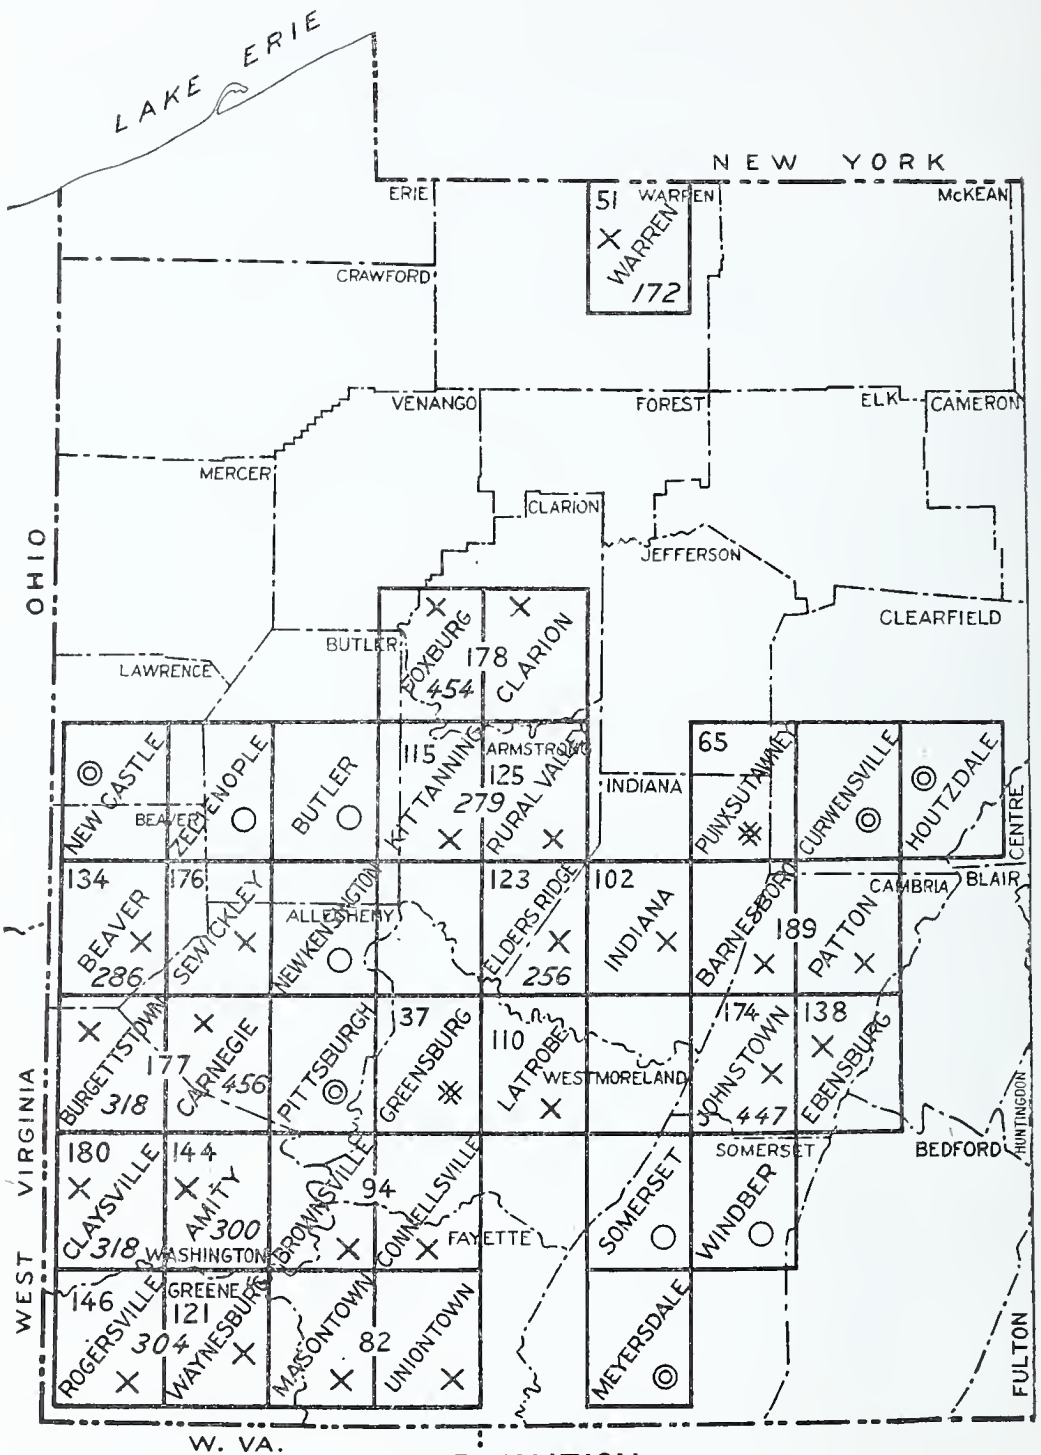 LAKE ERIE
NEW YORK
ERIE
51
WARREN
McKEAN
WARREN
172
CRAWFORD
VENANGO
FOREST
ELK
CAMERON
MERCER
CLARION
OHIO
JEFFERSON
CLEARFIELD
BUTLER
LAWRENCE
FOXBURG
178
CLARION
454
NEW CASTLE
ZELIENOPLE
BUTLER
115
KITTANNING
ARMSTRONG
125
279
RURAL VALLEY
INDIANA
65
PUNXSUTAWNEY
CURWENSVILLE
HOUTZDALE
CENTRE
BEAVER
134
BEAVER
286
176
SEWICKLEY
ALLEGHENY
NEW KENSINGTON
123
ELDERS RIDGE
256
102
INDIANA
BARNESBORO
189
PATTON
CAMBRIA
BLAIR
BURGETTSTOWN
177
318
CARNEGIE
456
PITTSBURGH
37
GREENSBURG
110
LATROBE
WESTMORELAND
174
JOHNSTOWN
447
138
EBENSBURG
SOMERSET
BEDFORD
HUNTINGDON
WEST VIRGINIA
180
CLAYSVILLE
318
144
AMITY
300
WASHINGTON
BROWNSVILLE
94
CONNELLSVILLE
FAYETTE
SOMERSET
WINDBER
146
ROGERSVILLE
304
GREENE
121
WAYNESBURG
MASONTOWN
82
UNIONTOWN
MEYERSDALE
FULTON
W. VA.